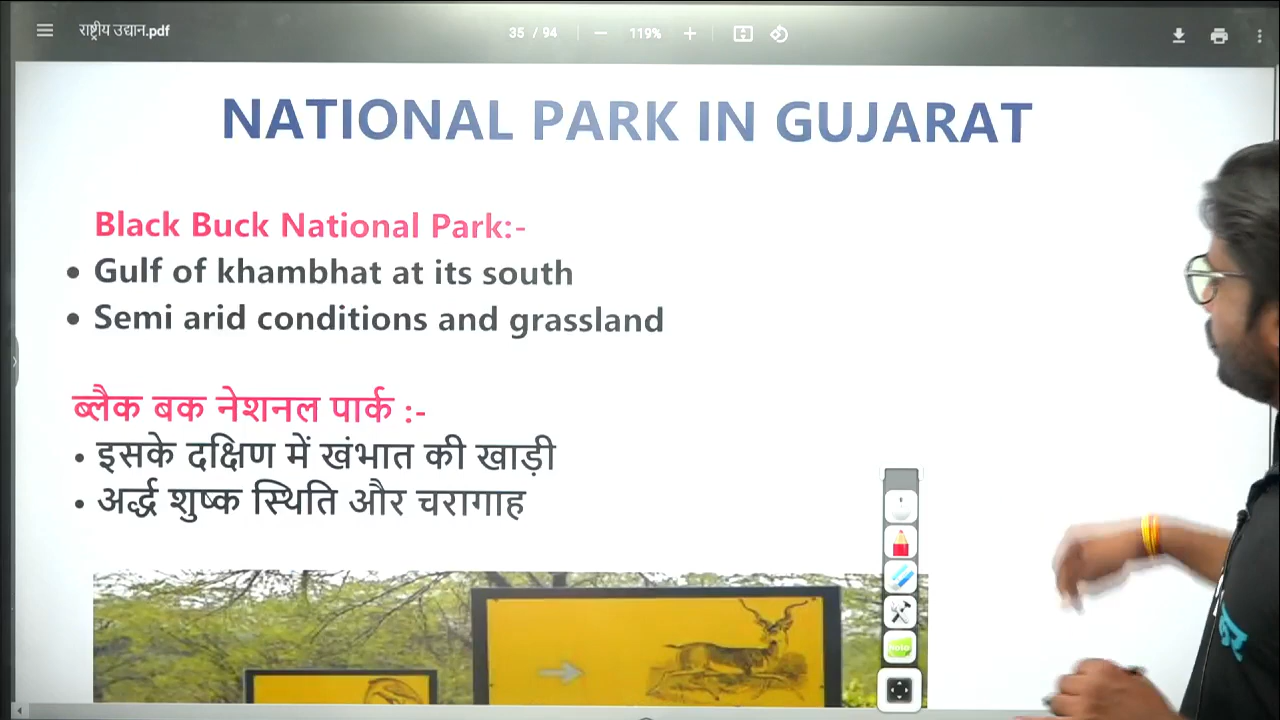 राष्ट्रीय उद्यान.pdf
35 / 94
119%
NATIONAL PARK IN GUJARAT
Black Buck National Park:-
• Gulf of khambhat at its south
• Semi arid conditions and grassland
ब्लैक बक नेशनल पार्क :-
• इसके दक्षिण में खंभात की खाड़ी
• अर्द्ध शुष्क स्थिति और चरागाह